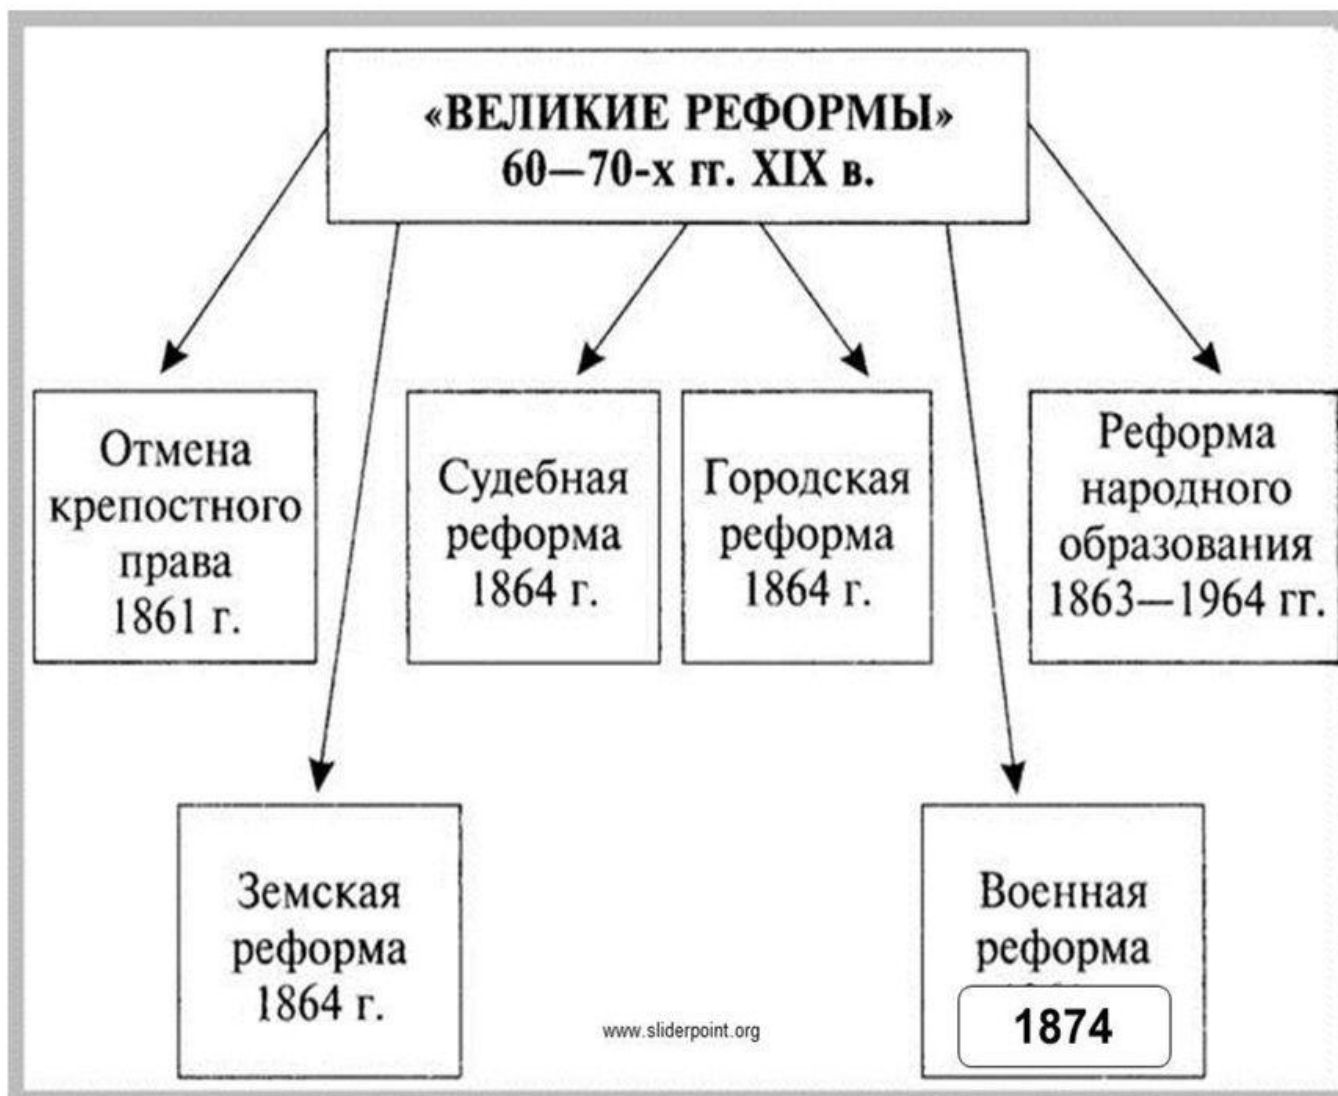 «ВЕЛИКИЕ РЕФОРМЫ»
60—70-х гг. XIX в.
Отмена
крепостного
права
1861 г.
Судебная
реформа
1864 г.
Городская
реформа
1864 г.
Реформа
народного
образования
1863—1964 гг.
Земская
реформа
1864 г.
Военная
реформа
1874
www.sliderpoint.org